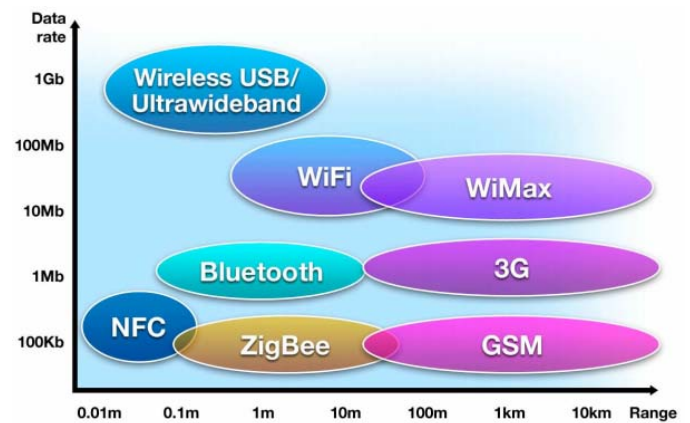 Data
rate
1Gb
Wireless USB/
Ultrawideband
100Mb
WiFi
WiMax
10Mb
Bluetooth
3G
1Mb
NFC
ZigBee
GSM
100Kb
0.01m 0.1m 1m 10m 100m 1km 10km Range